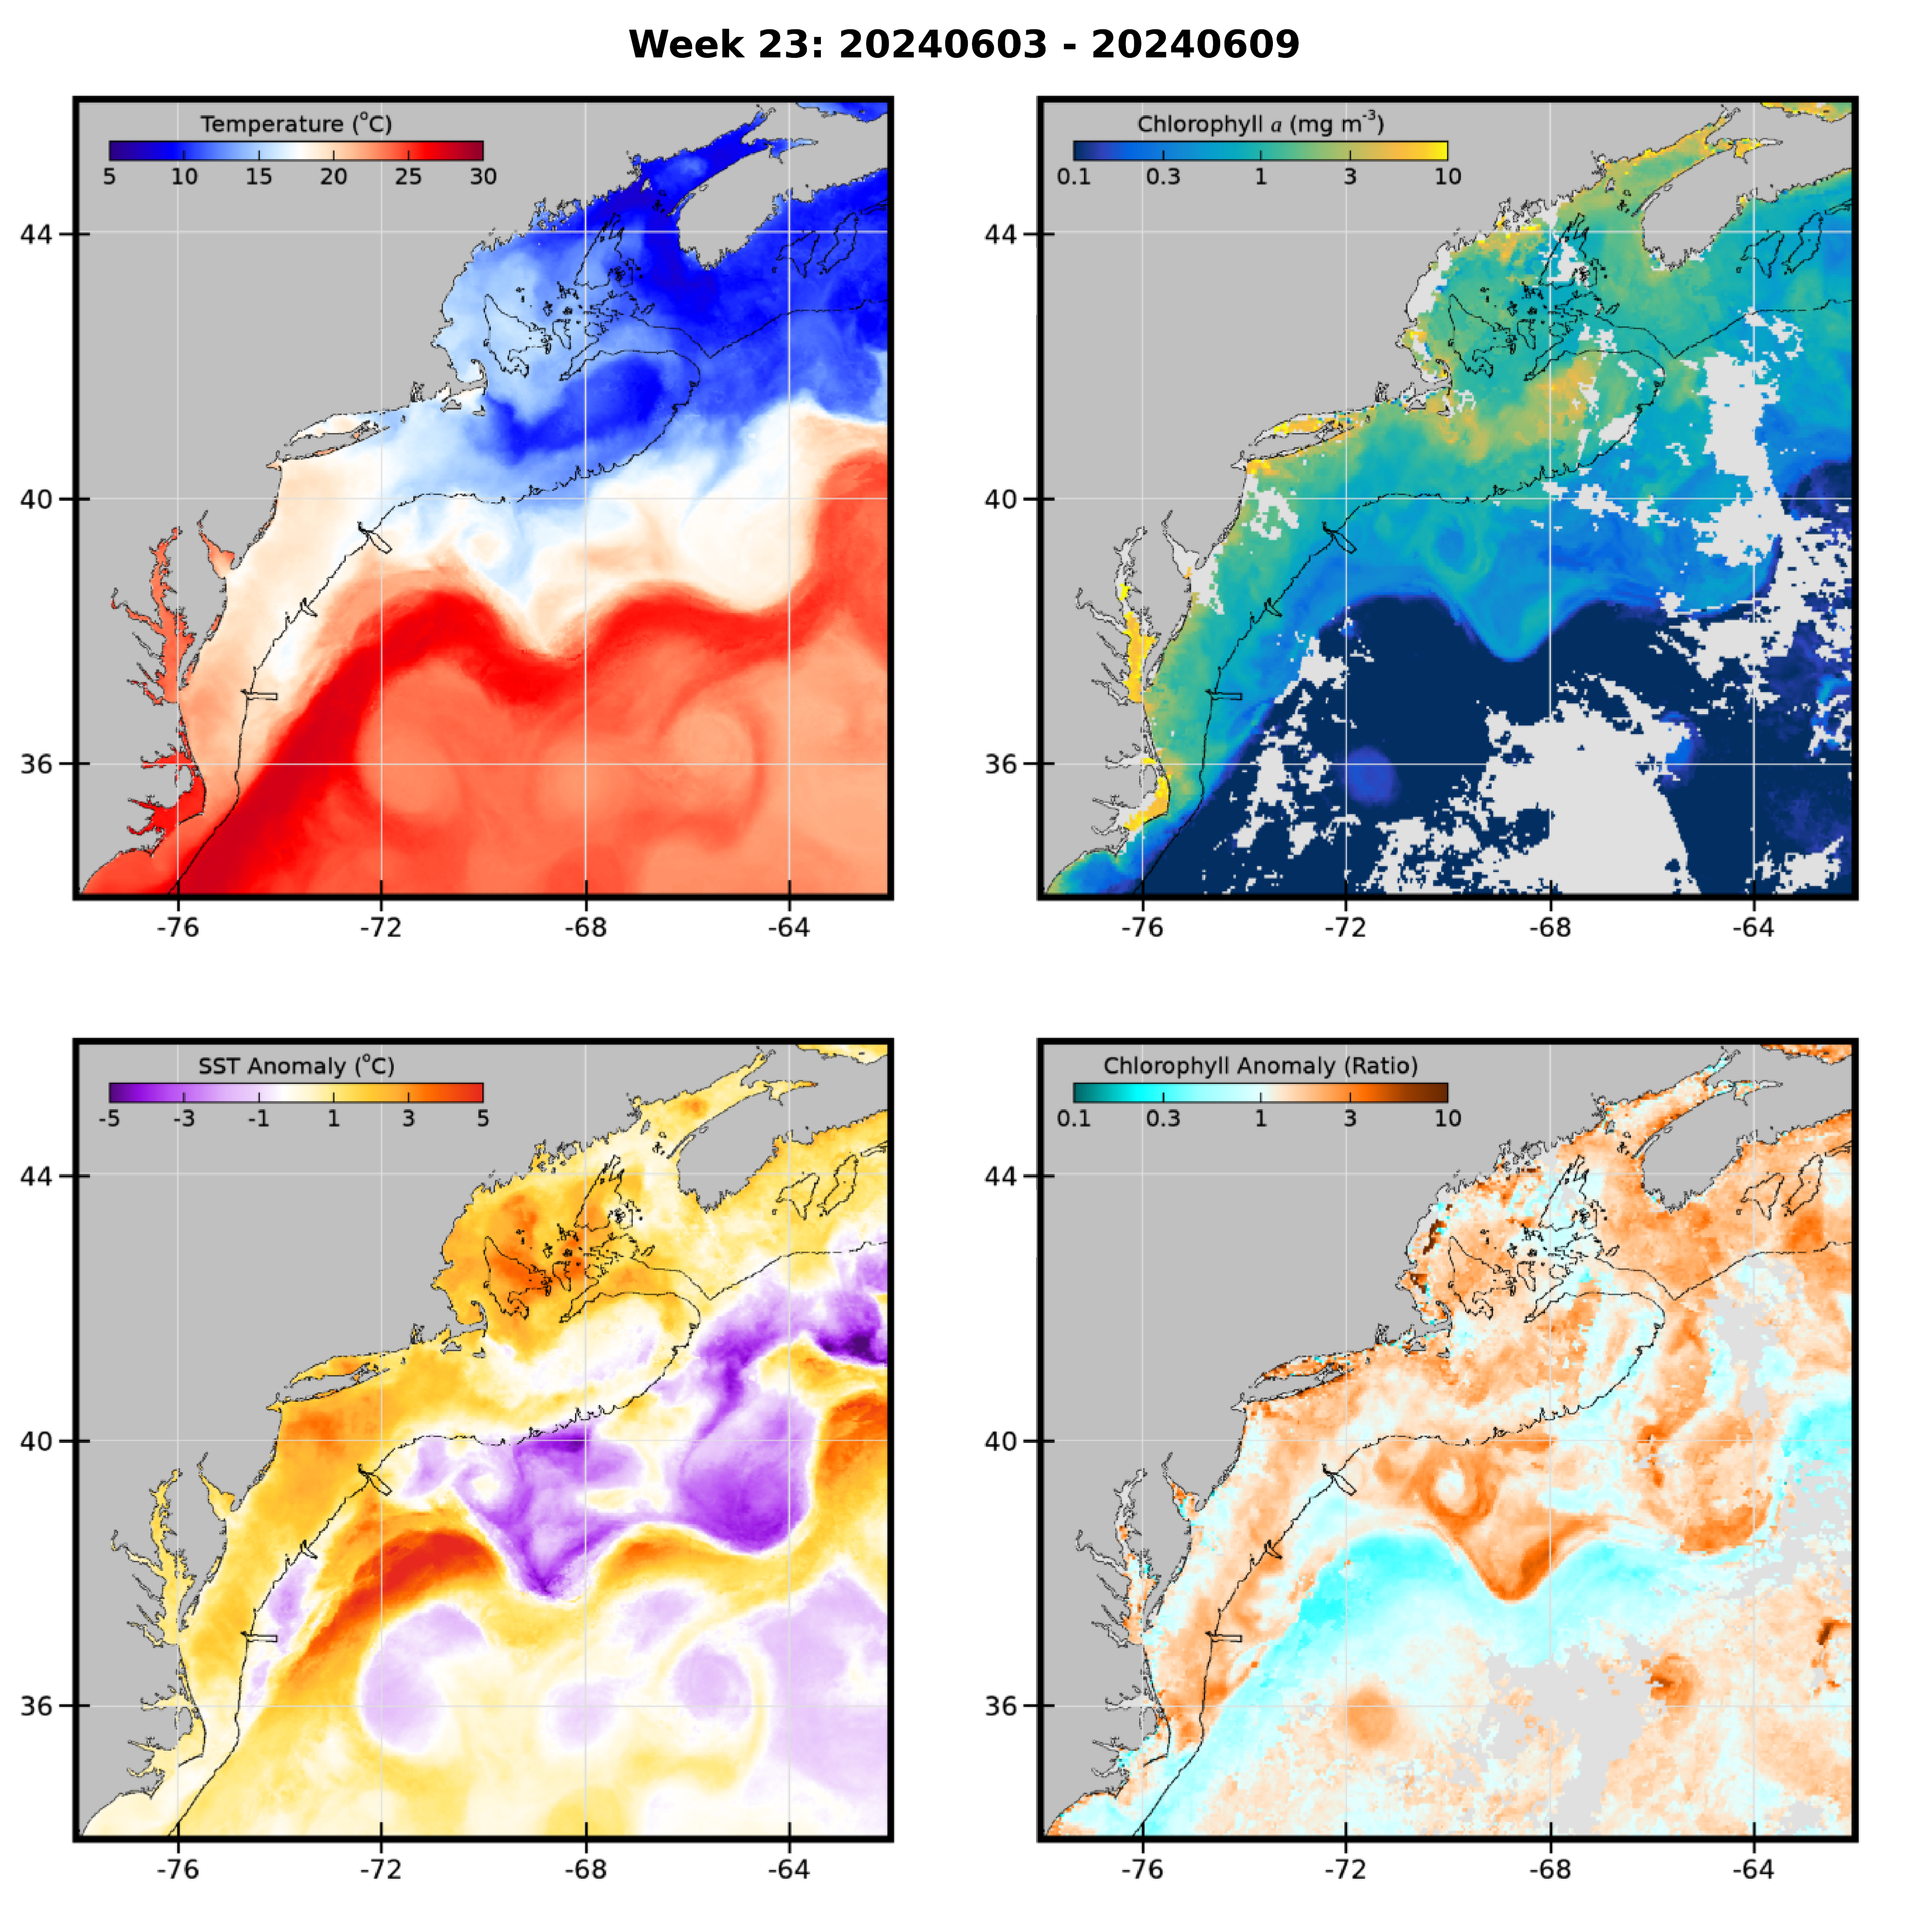 Week 23: 20240603 - 20240609
Temperature (°C)
5 10 15 20 25 30
44
40
36
-76 -72 -68 -64
Chlorophyll a (mg m⁻³)
0.1 0.3 1 3 10
44
40
36
-76 -72 -68 -64
SST Anomaly (°C)
-5 -3 -1 1 3 5
44
40
36
-76 -72 -68 -64
Chlorophyll Anomaly (Ratio)
0.1 0.3 1 3 10
44
40
36
-76 -72 -68 -64